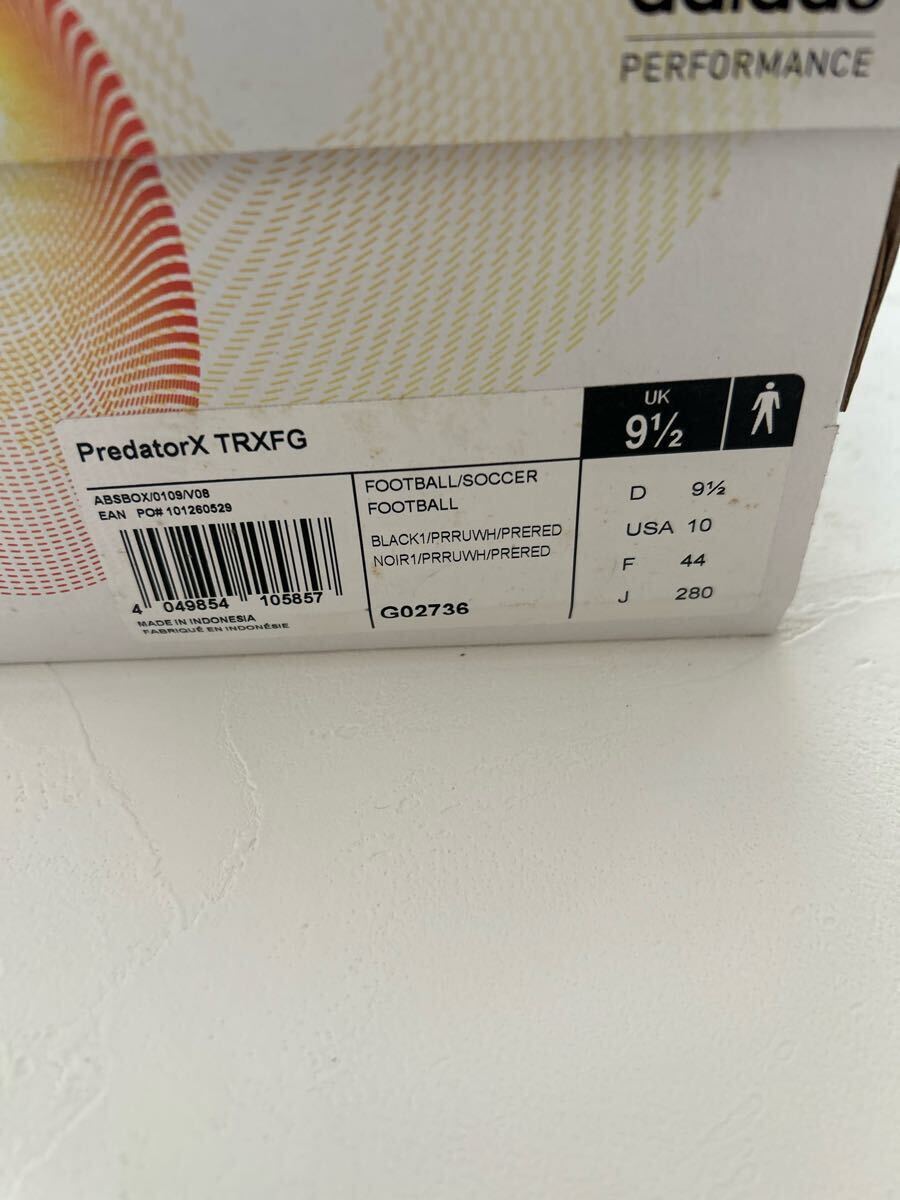 adidas
PERFORMANCE
PredatorX TRXFG
UK
9½
ABSBOX/0109/V08
EAN PO# 101260529
4 049854 105857
MADE IN INDONESIA
FABRIQUÉ EN INDONÉSIE
FOOTBALL/SOCCER
FOOTBALL
BLACK1/PRRUWH/PRERED
NOIR1/PRRUWH/PRERED
G02736
D 9½
USA 10
F 44
J 280